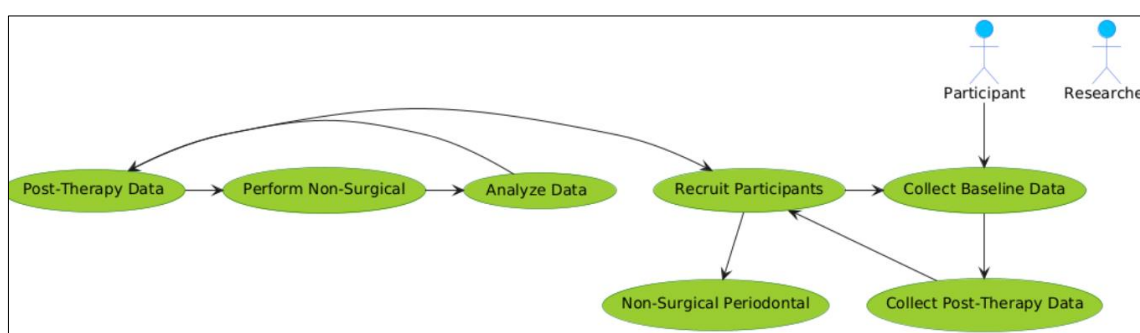 Participant
Researche
Post-Therapy Data
Perform Non-Surgical
Analyze Data
Recruit Participants
Collect Baseline Data
Non-Surgical Periodontal
Collect Post-Therapy Data